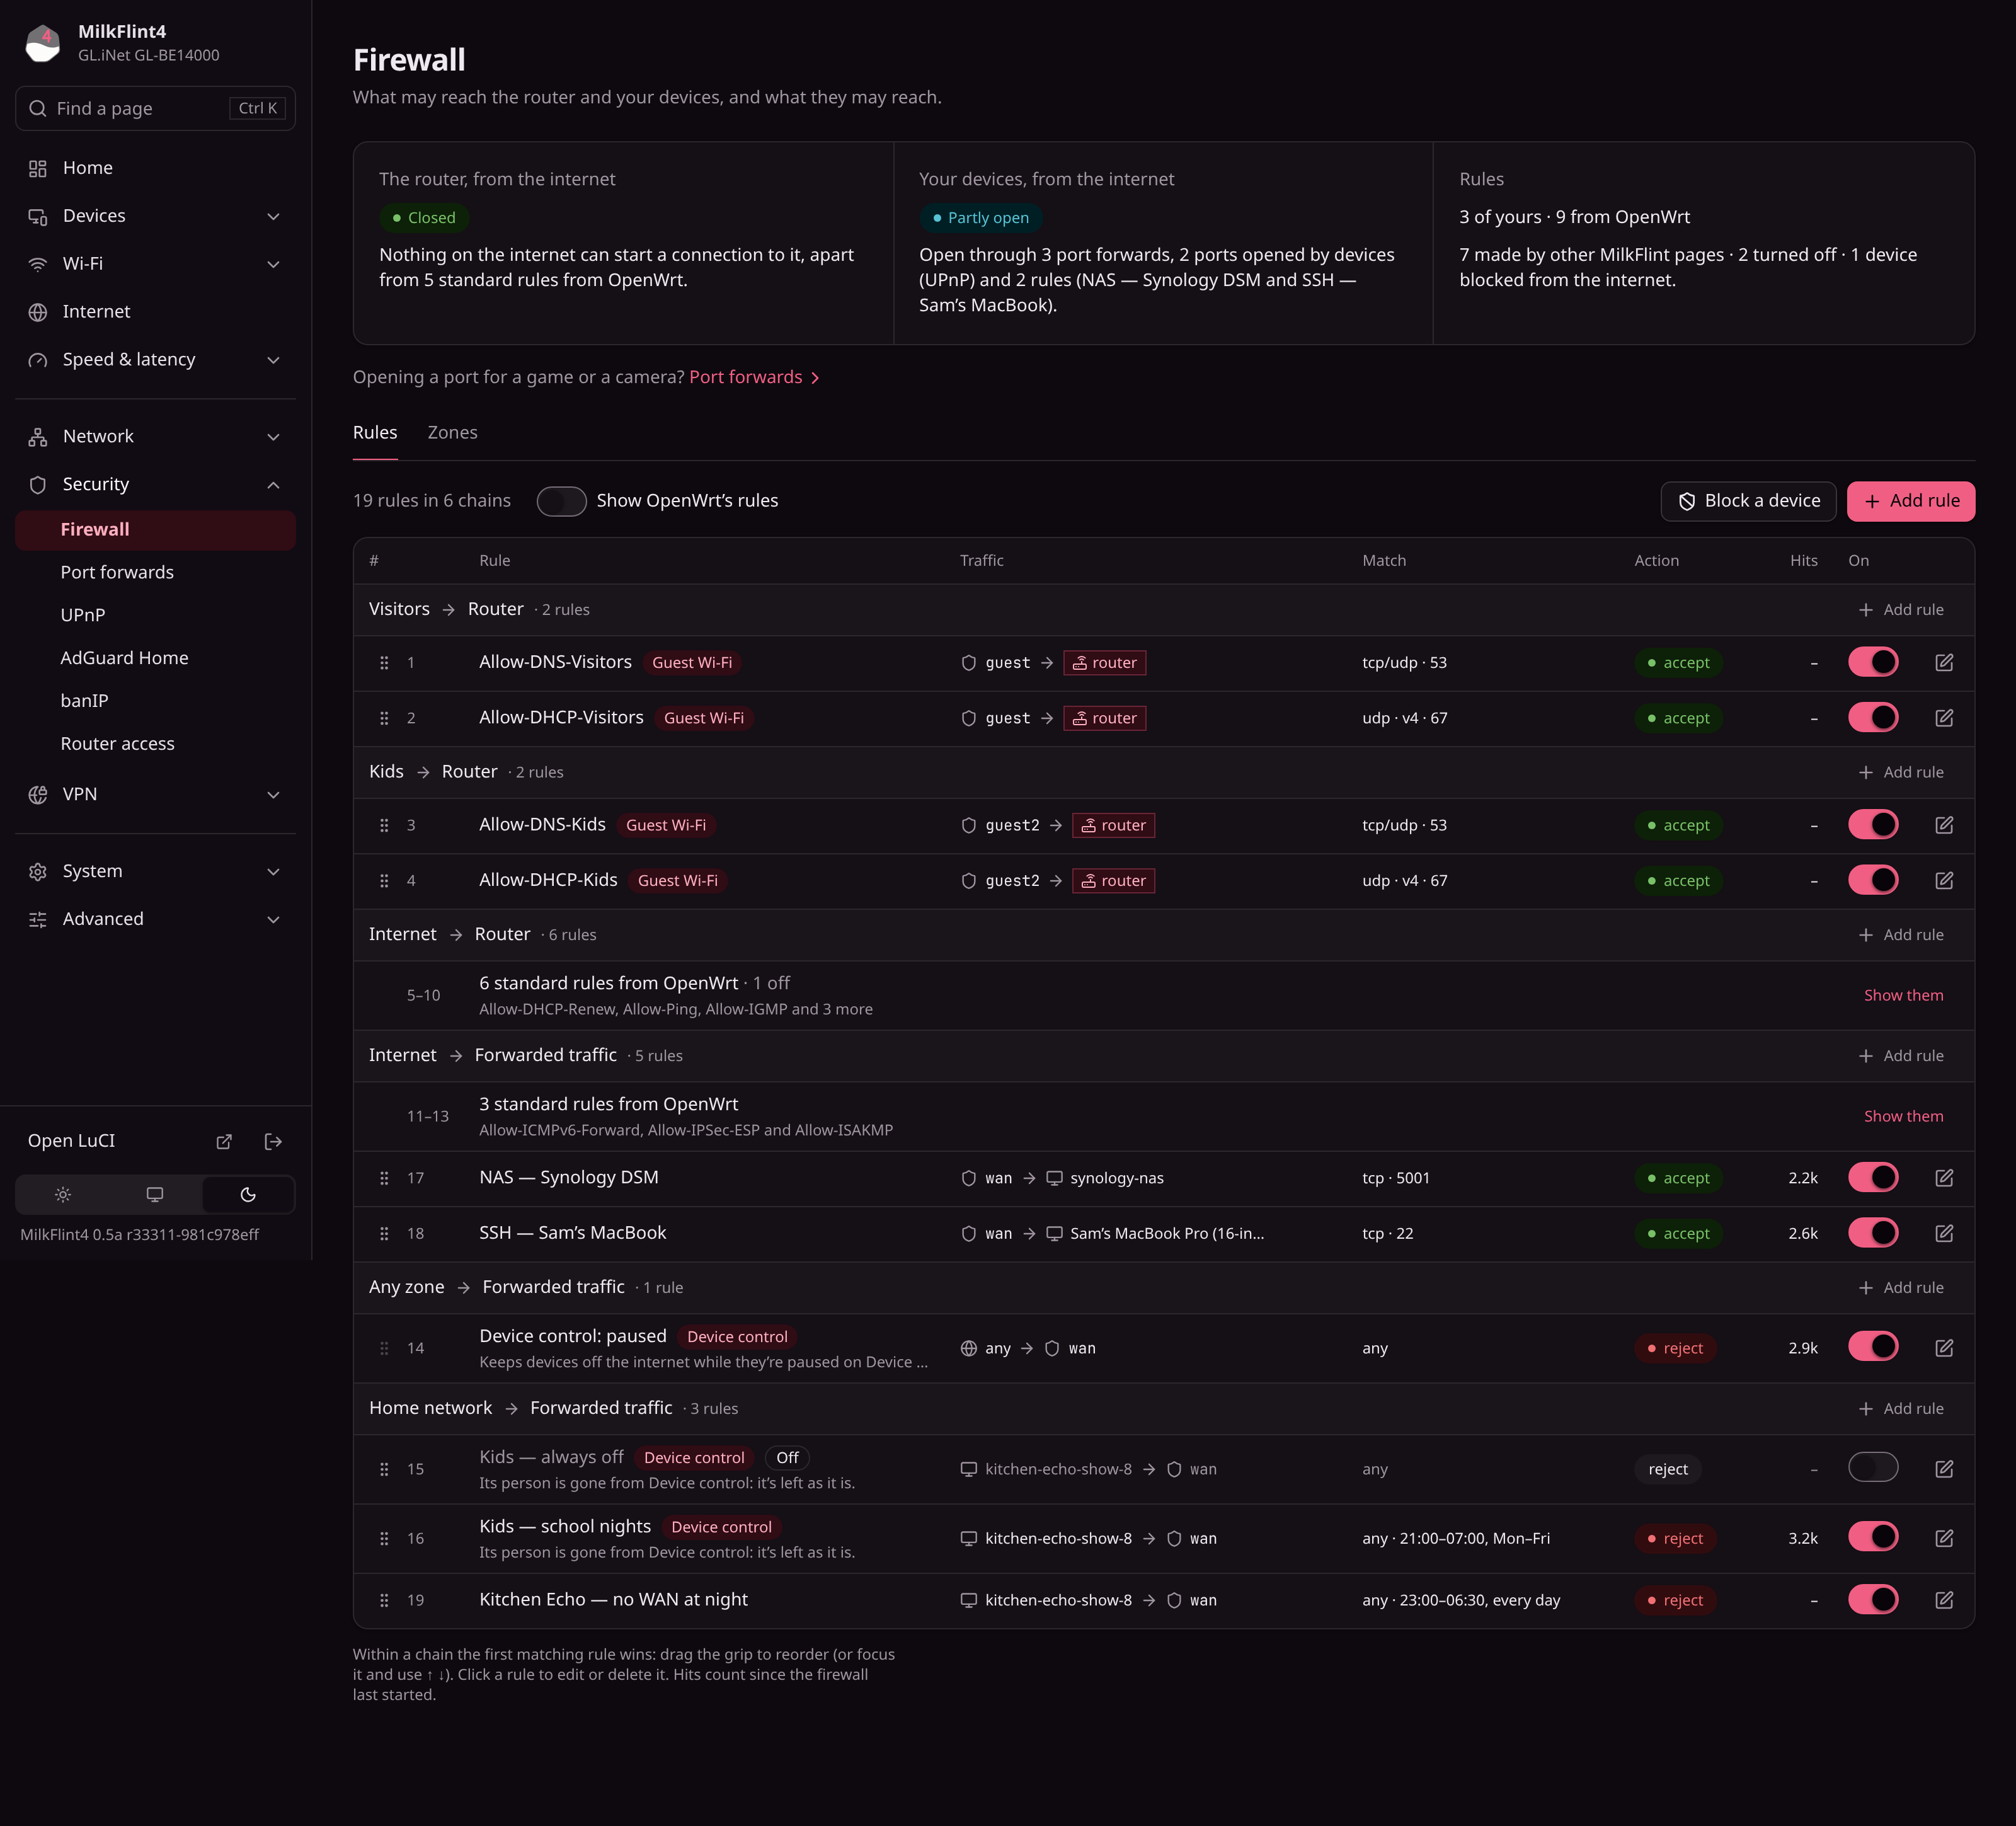 MilkFlint4
GL.iNet GL-BE14000
Find a page Ctrl K
Home
Devices
Wi-Fi
Internet
Speed & latency
Network
Security
Firewall
Port forwards
UPnP
AdGuard Home
banIP
Router access
VPN
System
Advanced
Open LuCI
MilkFlint4 0.5a r33311-981c978eff
Firewall
What may reach the router and your devices, and what they may reach.
The router, from the internet
Closed
Nothing on the internet can start a connection to it, apart
from 5 standard rules from OpenWrt.
Your devices, from the internet
Partly open
Open through 3 port forwards, 2 ports opened by devices
(UPnP) and 2 rules (NAS — Synology DSM and SSH —
Sam’s MacBook).
Rules
3 of yours · 9 from OpenWrt
7 made by other MilkFlint pages · 2 turned off · 1 device
blocked from the internet.
Opening a port for a game or a camera? Port forwards
Rules Zones
19 rules in 6 chains Show OpenWrt’s rules Block a device + Add rule
# Rule Traffic Match Action Hits On
Visitors → Router · 2 rules + Add rule
1 Allow-DNS-Visitors Guest Wi-Fi guest → router tcp/udp · 53 accept –
2 Allow-DHCP-Visitors Guest Wi-Fi guest → router udp · v4 · 67 accept –
Kids → Router · 2 rules + Add rule
3 Allow-DNS-Kids Guest Wi-Fi guest2 → router tcp/udp · 53 accept –
4 Allow-DHCP-Kids Guest Wi-Fi guest2 → router udp · v4 · 67 accept –
Internet → Router · 6 rules + Add rule
5–10 6 standard rules from OpenWrt · 1 off Show them
Allow-DHCP-Renew, Allow-Ping, Allow-IGMP and 3 more
Internet → Forwarded traffic · 5 rules + Add rule
11–13 3 standard rules from OpenWrt Show them
Allow-ICMPv6-Forward, Allow-IPSec-ESP and Allow-ISAKMP
17 NAS — Synology DSM wan → synology-nas tcp · 5001 accept 2.2k
18 SSH — Sam’s MacBook wan → Sam’s MacBook Pro (16-in… tcp · 22 accept 2.6k
Any zone → Forwarded traffic · 1 rule + Add rule
14 Device control: paused Device control any → wan any reject 2.9k
Keeps devices off the internet while they’re paused on Device …
Home network → Forwarded traffic · 3 rules + Add rule
15 Kids — always off Device control Off kitchen-echo-show-8 → wan any reject –
Its person is gone from Device control: it’s left as it is.
16 Kids — school nights Device control kitchen-echo-show-8 → wan any · 21:00–07:00, Mon–Fri reject 3.2k
Its person is gone from Device control: it’s left as it is.
19 Kitchen Echo — no WAN at night kitchen-echo-show-8 → wan any · 23:00–06:30, every day reject –
Within a chain the first matching rule wins: drag the grip to reorder (or focus
it and use ↑ ↓). Click a rule to edit or delete it. Hits count since the firewall
last started.